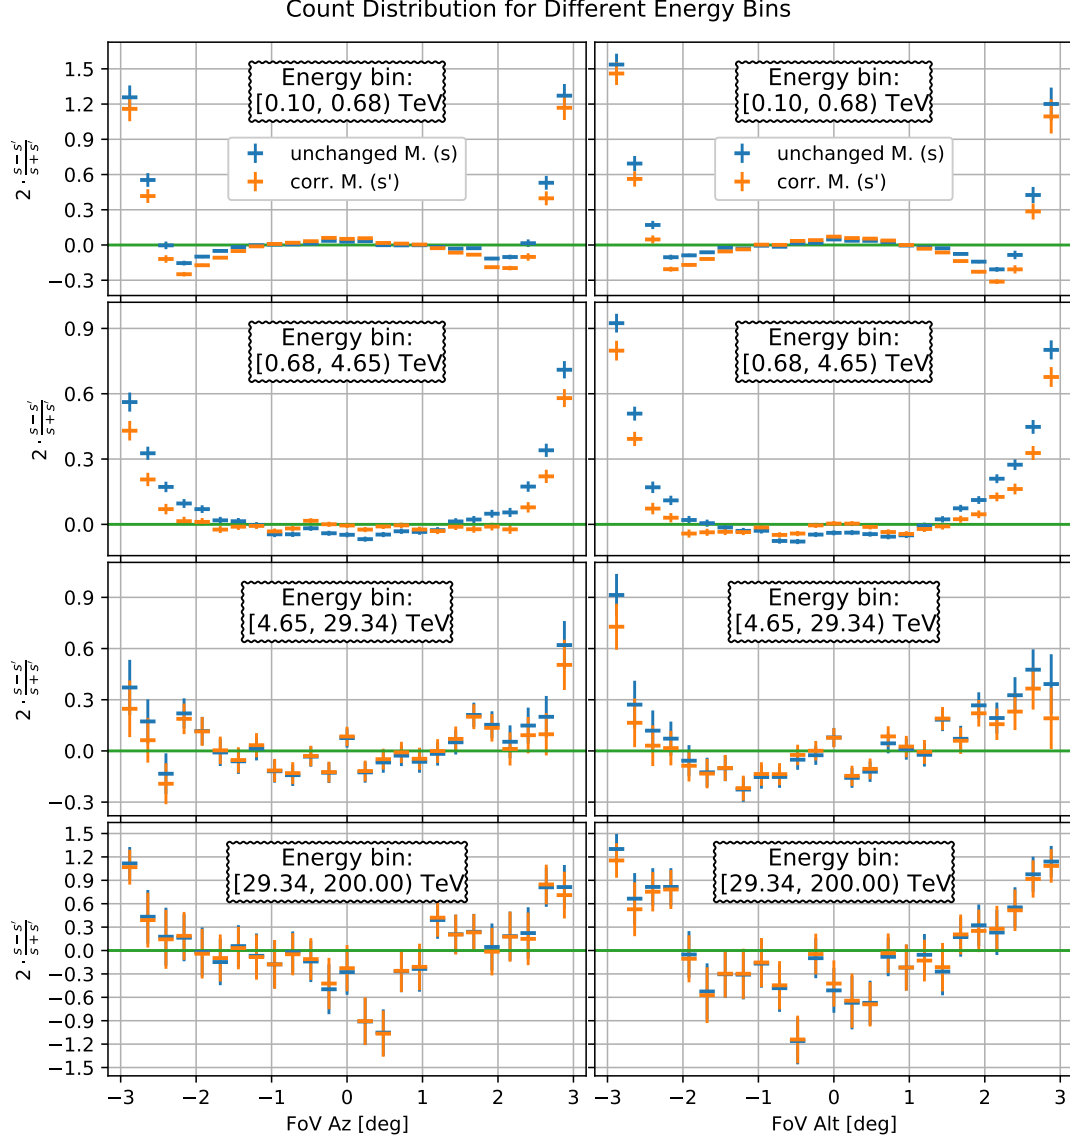 Count Distribution for Different Energy Bins
1.5
1.2
0.9
0.6
0.3
0.0
−0.3
2 · (s−s′)/(s+s′)
Energy bin:
[0.10, 0.68) TeV
unchanged M. (s)
corr. M. (s')
Energy bin:
[0.10, 0.68) TeV
unchanged M. (s)
corr. M. (s')
0.9
0.6
0.3
0.0
2 · (s−s′)/(s+s′)
Energy bin:
[0.68, 4.65) TeV
Energy bin:
[0.68, 4.65) TeV
0.9
0.6
0.3
0.0
−0.3
2 · (s−s′)/(s+s′)
Energy bin:
[4.65, 29.34) TeV
Energy bin:
[4.65, 29.34) TeV
1.5
1.2
0.9
0.6
0.3
0.0
−0.3
−0.6
−0.9
−1.2
−1.5
2 · (s−s′)/(s+s′)
Energy bin:
[29.34, 200.00) TeV
Energy bin:
[29.34, 200.00) TeV
−3 −2 −1 0 1 2 3
−3 −2 −1 0 1 2 3
FoV Az [deg]
FoV Alt [deg]